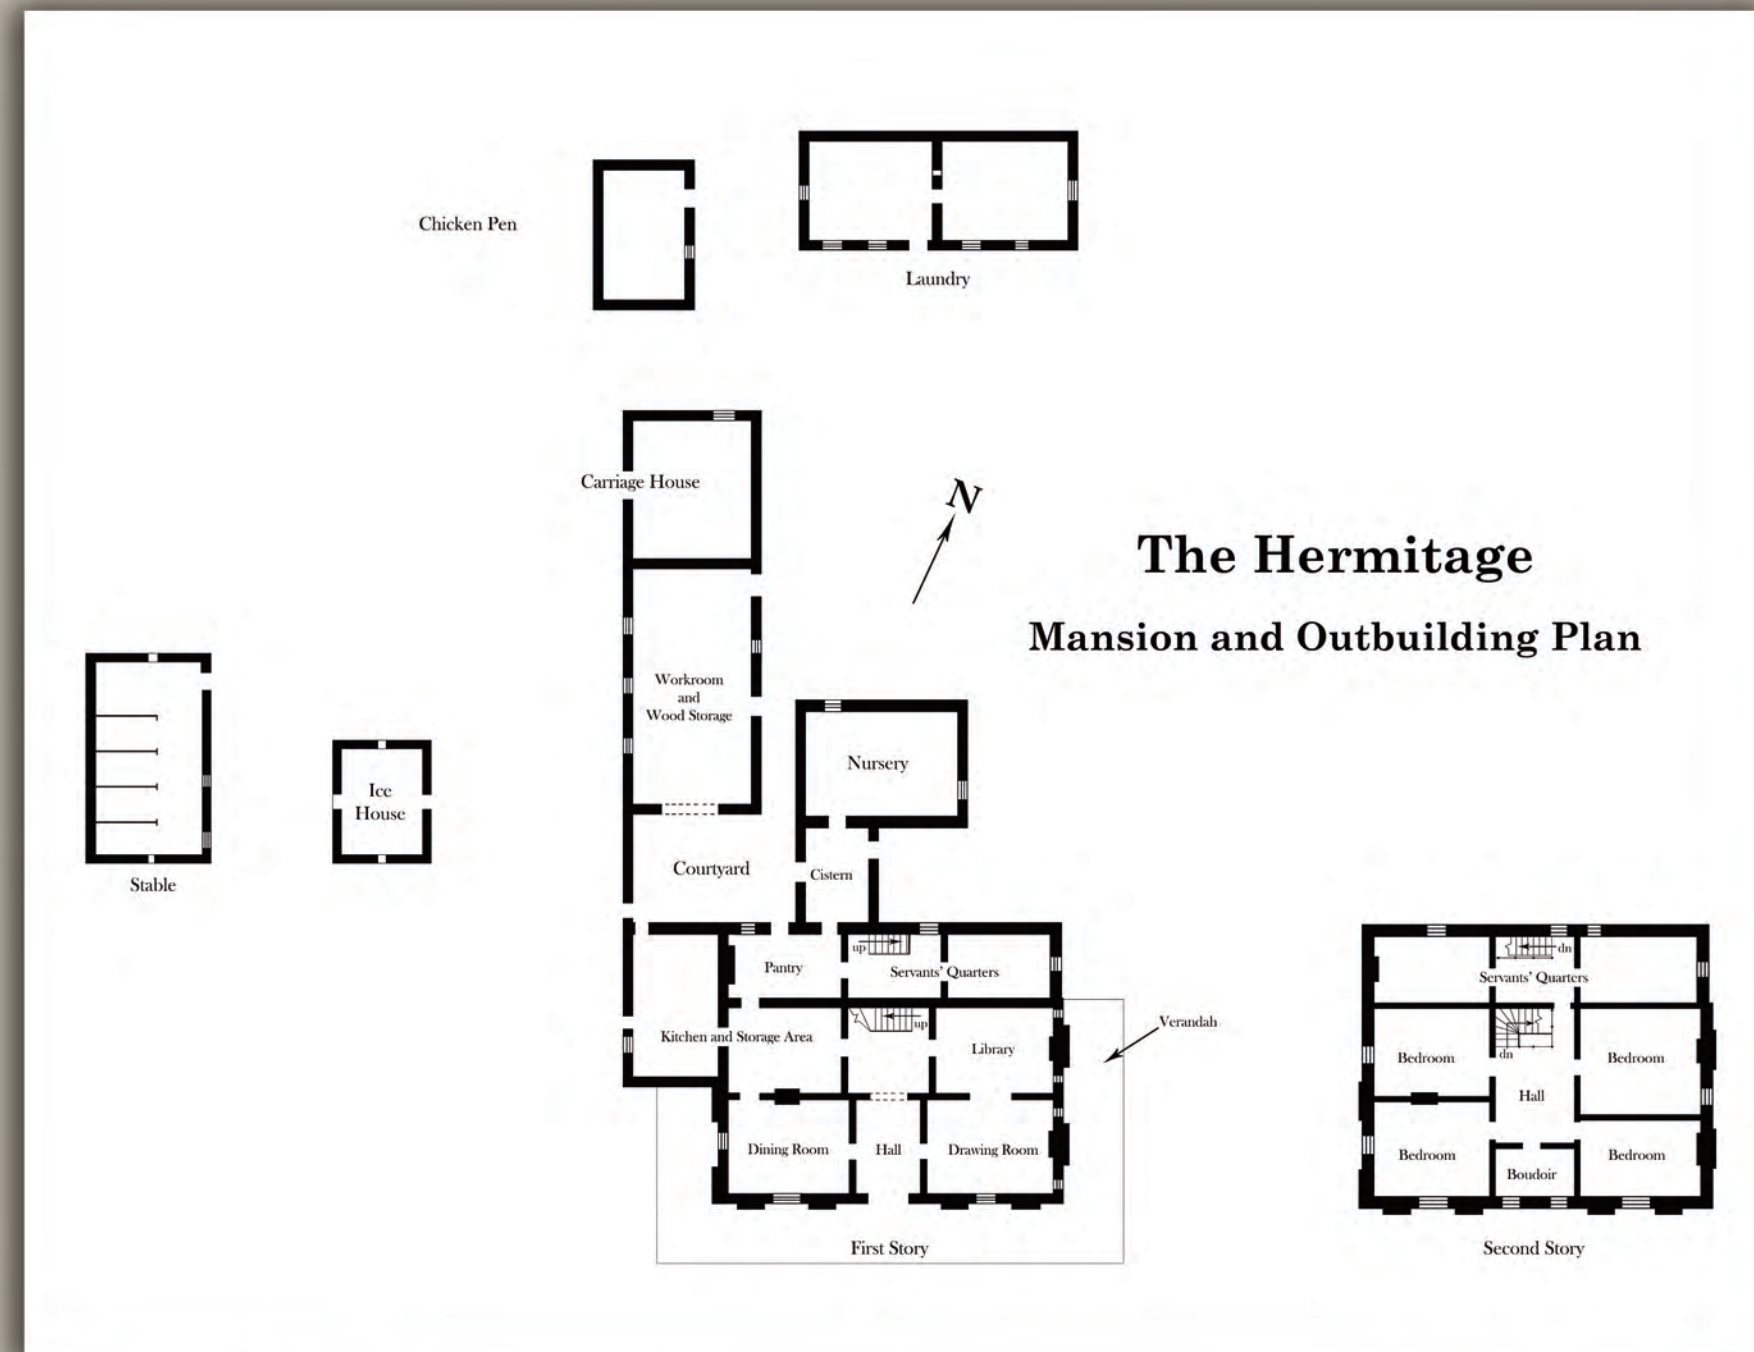 Chicken Pen
Laundry
Carriage House
N
The Hermitage
Mansion and Outbuilding Plan
Workroom
and
Wood Storage
Nursery
Ice
House
Stable
Courtyard
Cistern
up
Pantry
Servants' Quarters
up
Kitchen and Storage Area
Library
Verandah
Dining Room
Hall
Drawing Room
First Story
dn
Servants' Quarters
dn
Bedroom
Bedroom
Hall
Bedroom
Boudoir
Bedroom
Second Story